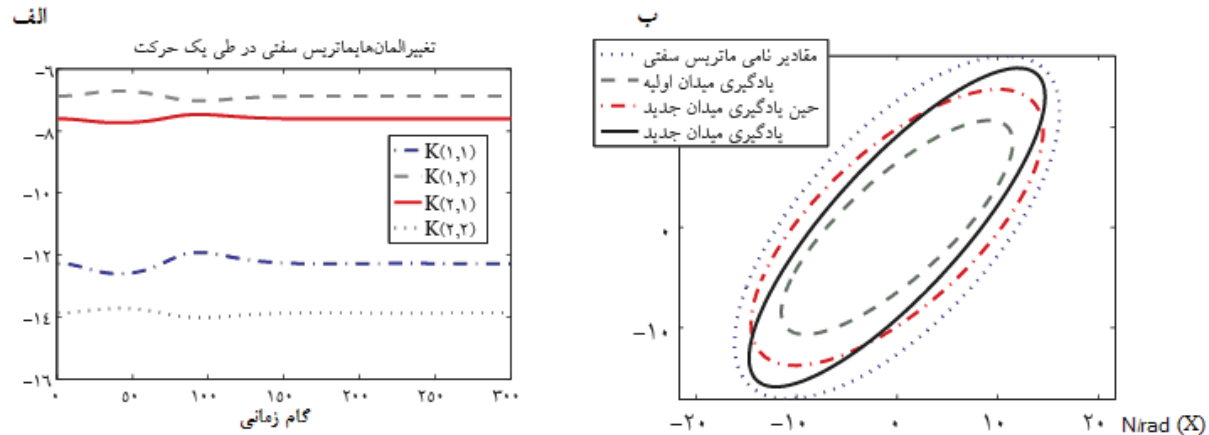 الف
تغییرالمان‌هایماتریس سفتی در طی یک حرکت
−۶
−۸
−۱۰
−۱۲
−۱۴
−۱۶
K(۱,۱)
K(۱,۲)
K(۲,۱)
K(۲,۲)
۰ ۵۰ ۱۰۰ ۱۵۰ ۲۰۰ ۲۵۰ ۳۰۰
گام زمانی
ب
مقادیر نامی ماتریس سفتی
یادگیری میدان اولیه
حین یادگیری میدان جدید
یادگیری میدان جدید
۰
−۱۰
−۲۰ −۱۰ ۰ ۱۰ ۲۰ N/rad (X)